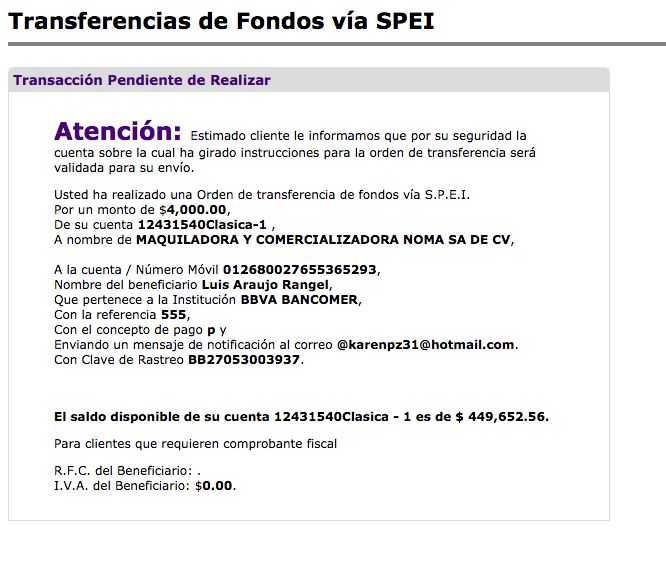 Transferencias de Fondos vía SPEI
Transacción Pendiente de Realizar
Atención: Estimado cliente le informamos que por su seguridad la
cuenta sobre la cual ha girado instrucciones para la orden de transferencia será
validada para su envío.
Usted ha realizado una Orden de transferencia de fondos vía S.P.E.I.
Por un monto de $4,000.00,
De su cuenta 12431540Clasica-1 ,
A nombre de MAQUILADORA Y COMERCIALIZADORA NOMA SA DE CV,
A la cuenta / Número Móvil 012680027655365293,
Nombre del beneficiario Luis Araujo Rangel,
Que pertenece a la Institución BBVA BANCOMER,
Con la referencia 555,
Con el concepto de pago p y
Enviando un mensaje de notificación al correo @karenpz31@hotmail.com.
Con Clave de Rastreo BB27053003937.
El saldo disponible de su cuenta 12431540Clasica - 1 es de $ 449,652.56.
Para clientes que requieren comprobante fiscal
R.F.C. del Beneficiario: .
I.V.A. del Beneficiario: $0.00.